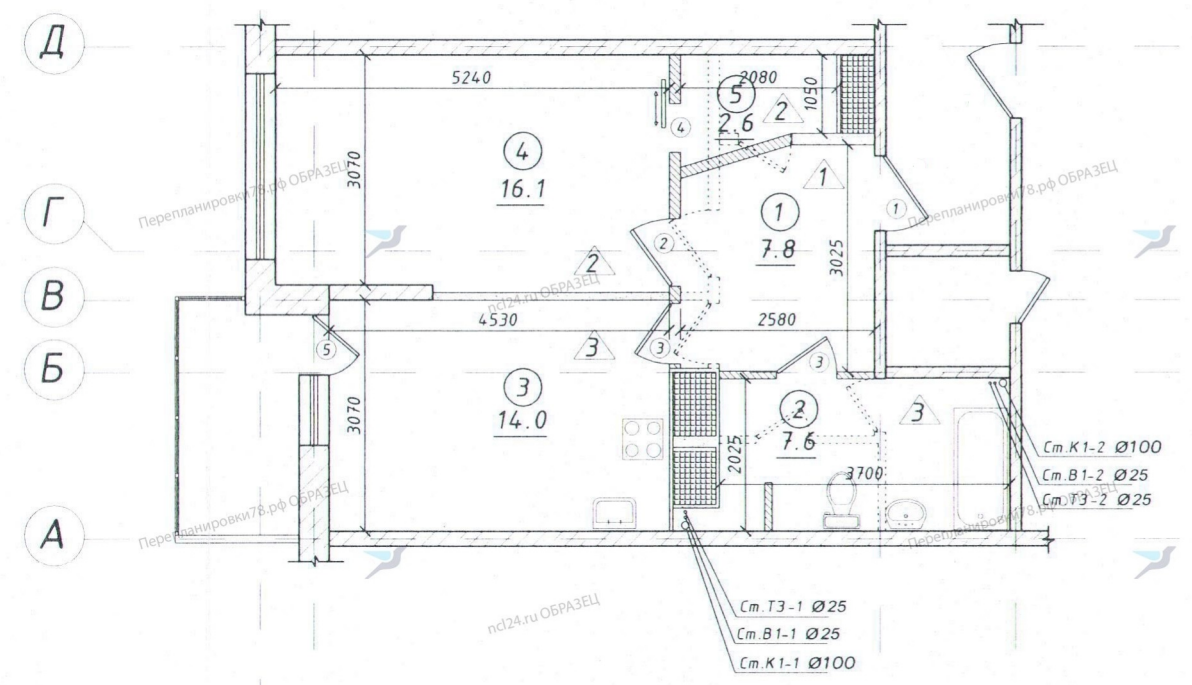 Д
5240
2080
5
2
2.6
1050
4
4
16.1
3070
1
1
1
7.8
3025
Перепланировки78.рф ОБРАЗЕЦ
Перепланировки78.рф ОБРАЗЕЦ
Г
2
2
ncl24.ru ОБРАЗЕЦ
В
4530
2580
3
3
3
5
Б
3
14.0
3070
2
7.6
3
2025
3700
Ст.К1-2 Ø100
Ст.В1-2 Ø25
Ст.Т3-2 Ø25
Перепланировки78.рф ОБРАЗЕЦ
Перепланировки78.рф ОБРАЗЕЦ
А
ncl24.ru ОБРАЗЕЦ
Ст.Т3-1 Ø25
Ст.В1-1 Ø25
Ст.К1-1 Ø100